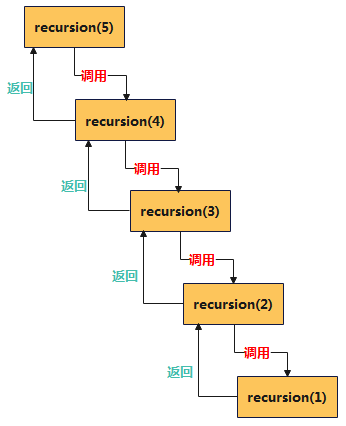 recursion(5)
调用
返回
recursion(4)
调用
返回
recursion(3)
调用
返回
recursion(2)
调用
返回
recursion(1)